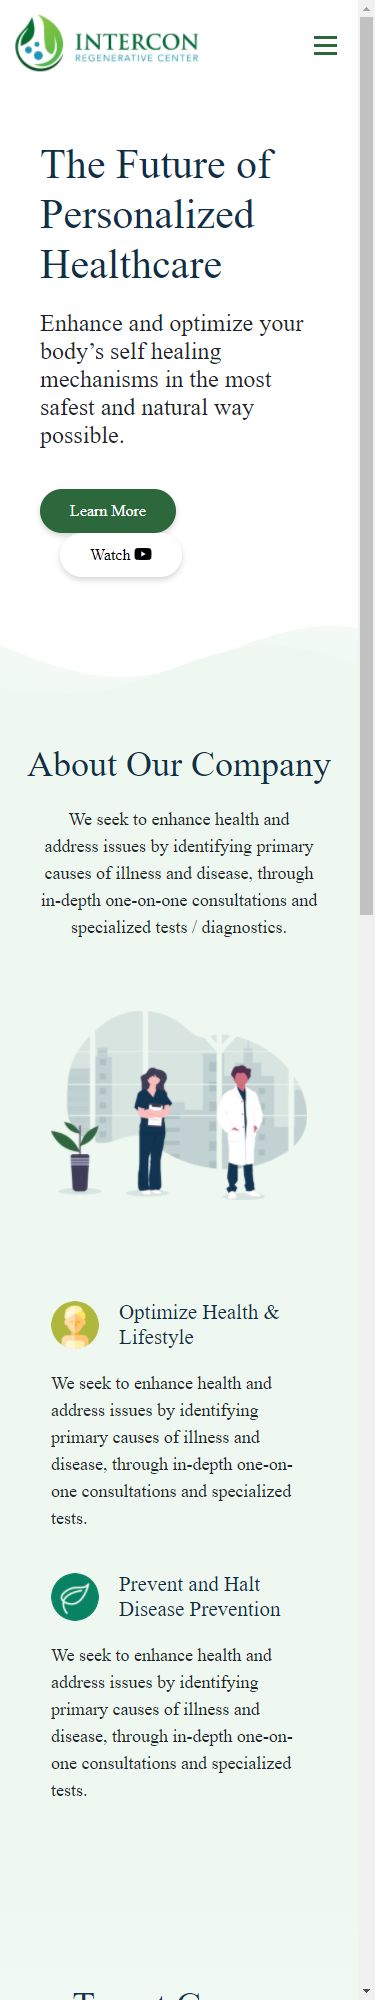 INTERCON
REGENERATIVE CENTER
The Future of
Personalized
Healthcare
Enhance and optimize your
body’s self healing
mechanisms in the most
safest and natural way
possible.
Learn More
Watch
About Our Company
We seek to enhance health and
address issues by identifying primary
causes of illness and disease, through
in-depth one-on-one consultations and
specialized tests / diagnostics.
Optimize Health &
Lifestyle
We seek to enhance health and
address issues by identifying
primary causes of illness and
disease, through in-depth one-on-
one consultations and specialized
tests.
Prevent and Halt
Disease Prevention
We seek to enhance health and
address issues by identifying
primary causes of illness and
disease, through in-depth one-on-
one consultations and specialized
tests.